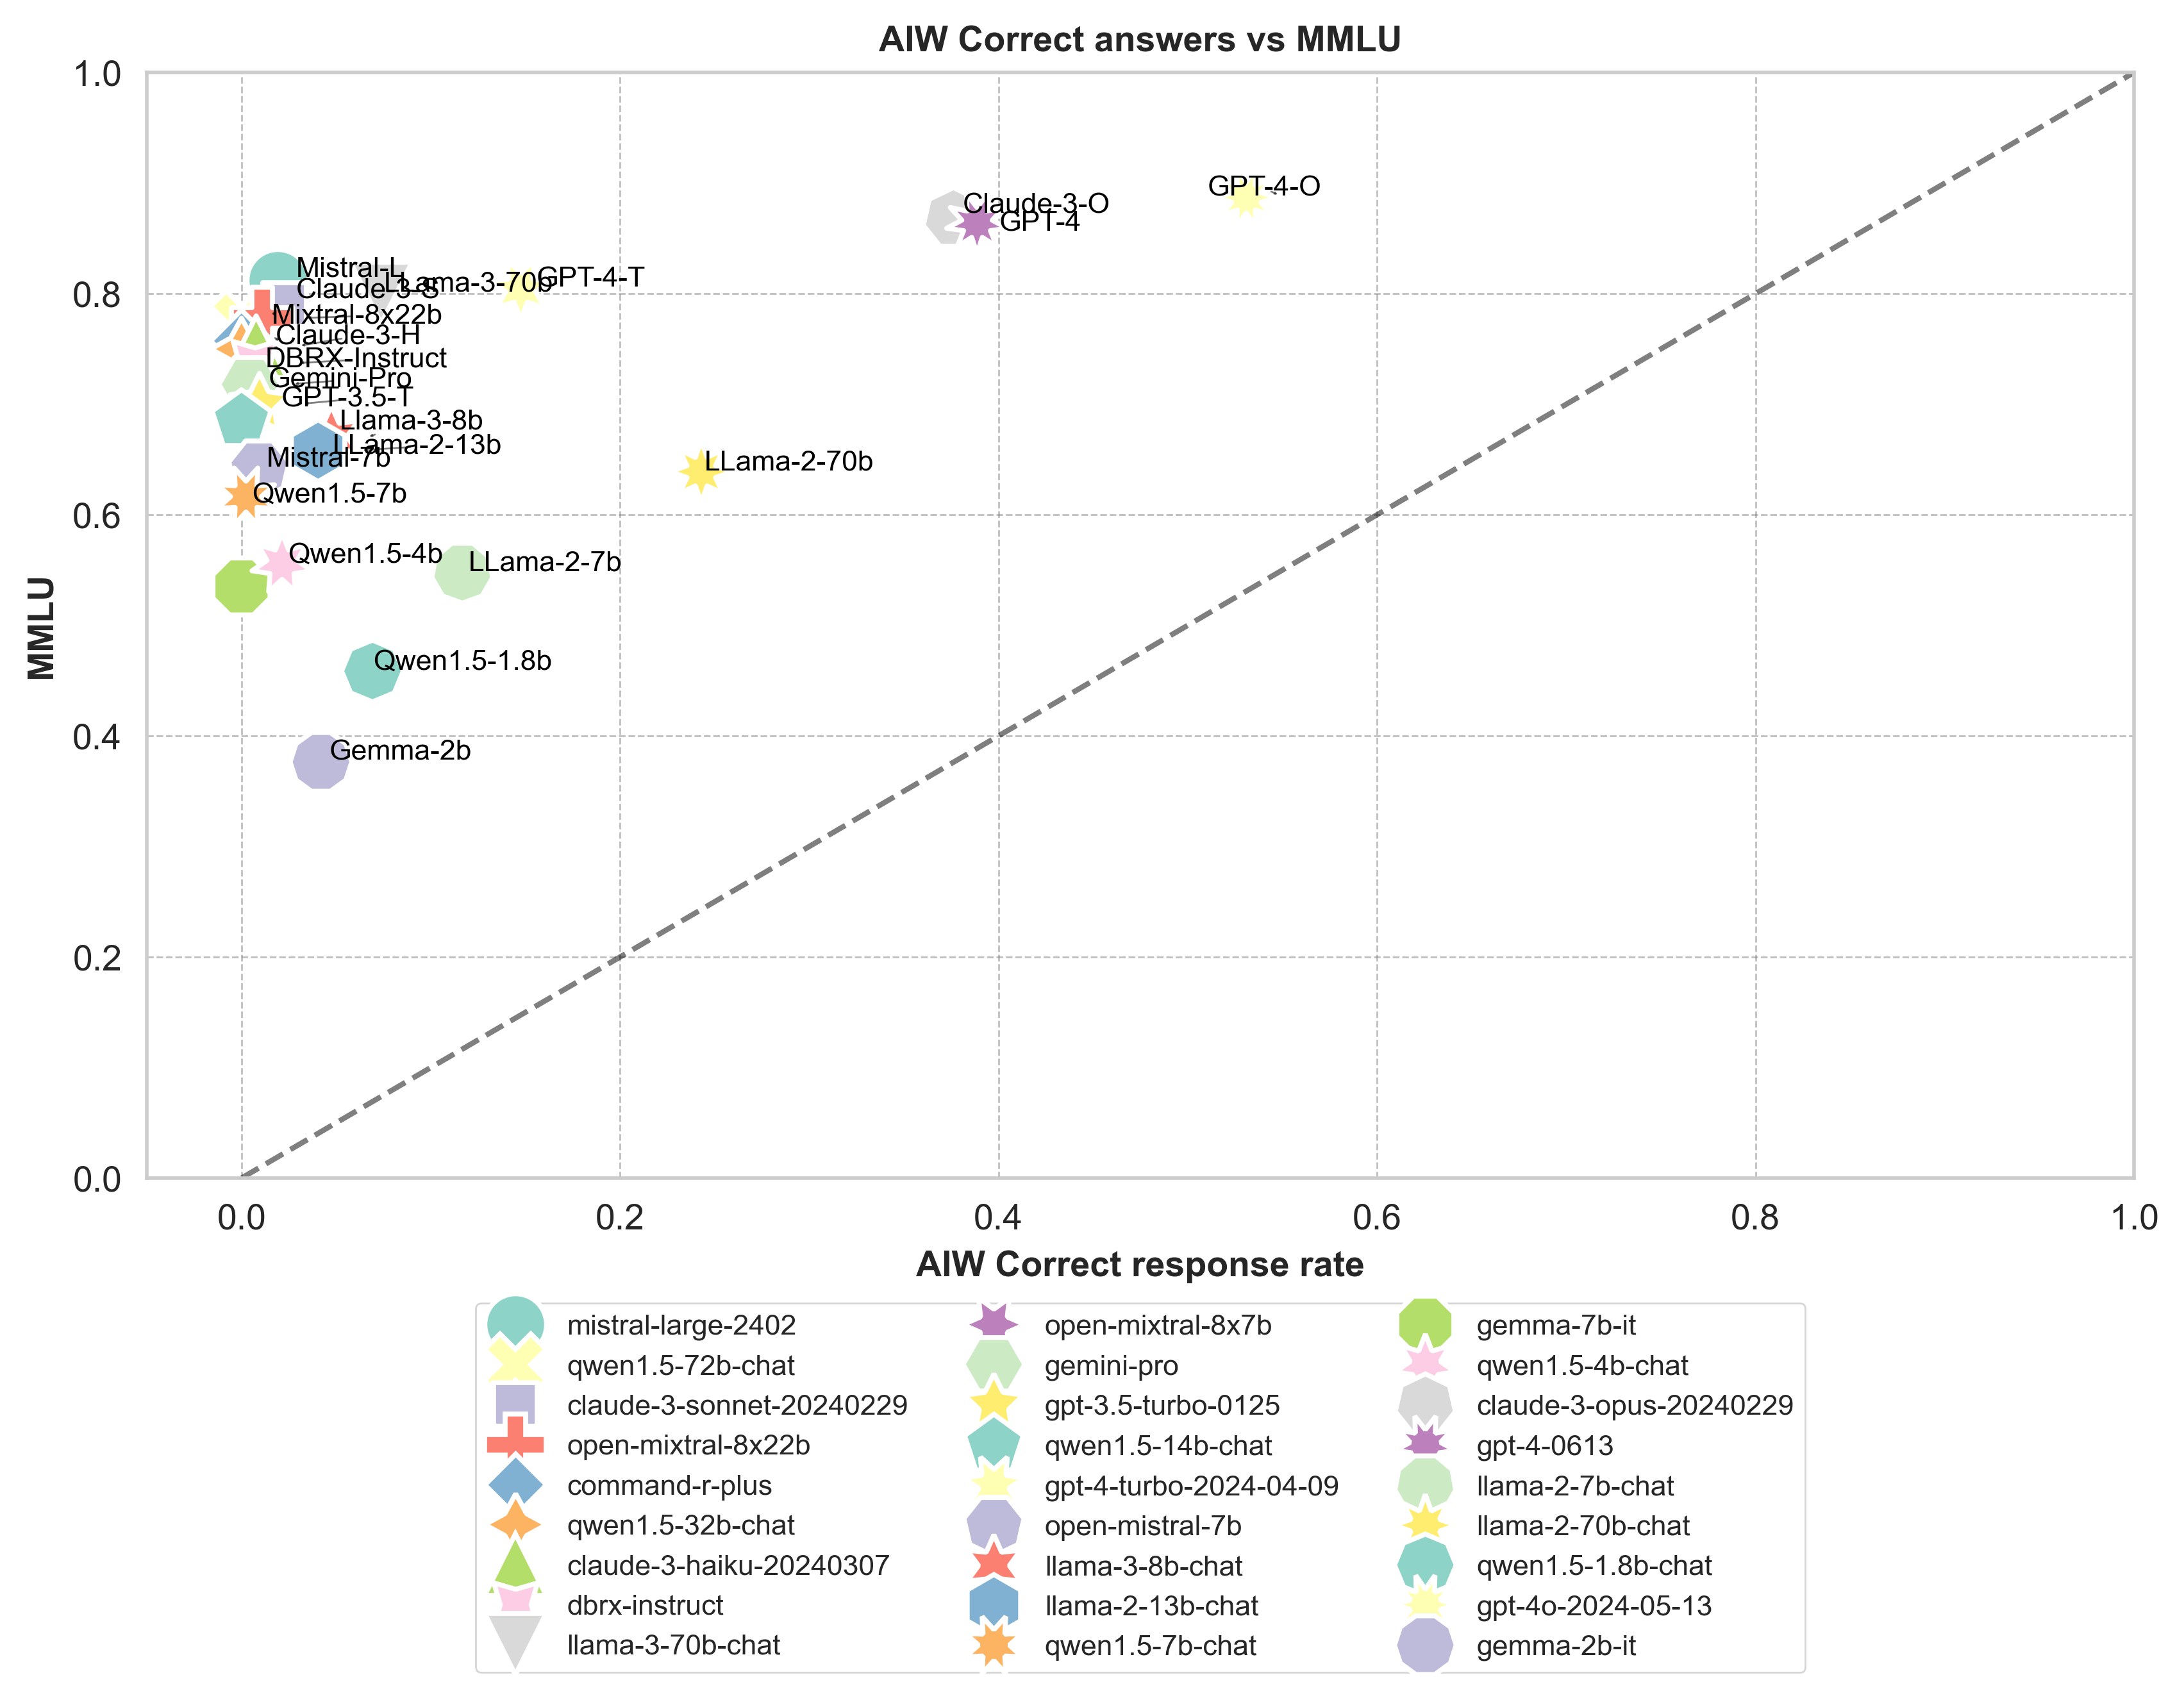 AIW Correct answers vs MMLU
1.0
0.8
0.6
0.4
0.2
0.0
MMLU
GPT-4-O
Claude-3-O
GPT-4
Mistral-L
LLama-3-70b
GPT-4-T
Claude-3-S
Mixtral-8x22b
Claude-3-H
DBRX-Instruct
Gemini-Pro
GPT-3.5-T
Llama-3-8b
LLama-2-13b
Mistral-7b
LLama-2-70b
Qwen1.5-7b
Qwen1.5-4b
LLama-2-7b
Qwen1.5-1.8b
Gemma-2b
0.0 0.2 0.4 0.6 0.8 1.0
AIW Correct response rate
mistral-large-2402
qwen1.5-72b-chat
claude-3-sonnet-20240229
open-mixtral-8x22b
command-r-plus
qwen1.5-32b-chat
claude-3-haiku-20240307
dbrx-instruct
llama-3-70b-chat
open-mixtral-8x7b
gemini-pro
gpt-3.5-turbo-0125
qwen1.5-14b-chat
gpt-4-turbo-2024-04-09
open-mistral-7b
llama-3-8b-chat
llama-2-13b-chat
qwen1.5-7b-chat
gemma-7b-it
qwen1.5-4b-chat
claude-3-opus-20240229
gpt-4-0613
llama-2-7b-chat
llama-2-70b-chat
qwen1.5-1.8b-chat
gpt-4o-2024-05-13
gemma-2b-it